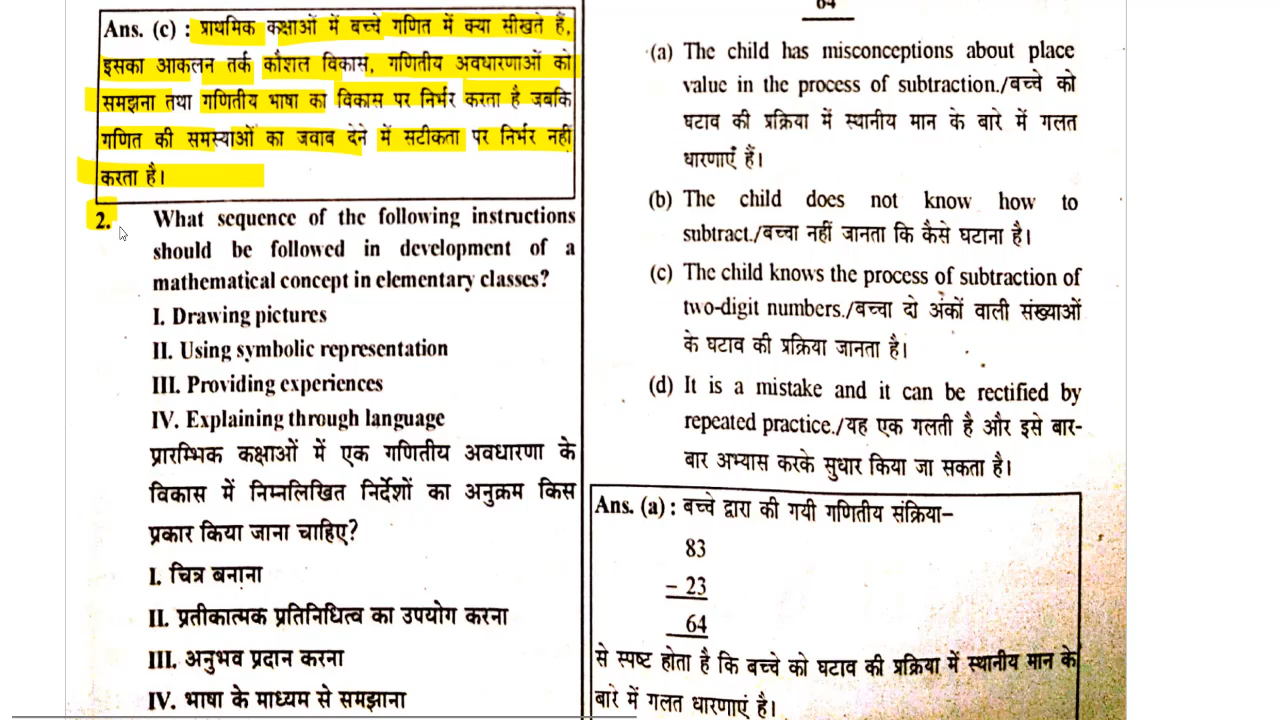 Ans. (c) : प्राथमिक कक्षाओं में बच्चे गणित में क्या सीखते हैं,
इसका आकलन तर्क कौशल विकास, गणितीय अवधारणाओं को
समझना तथा गणितीय भाषा का विकास पर निर्भर करता है जबकि
गणित की समस्याओं का जवाब देने में सटीकता पर निर्भर नहीं
करता है।
2. What sequence of the following instructions
should be followed in development of a
mathematical concept in elementary classes?
I. Drawing pictures
II. Using symbolic representation
III. Providing experiences
IV. Explaining through language
प्रारम्भिक कक्षाओं में एक गणितीय अवधारणा के
विकास में निम्नलिखित निर्देशों का अनुक्रम किस
प्रकार किया जाना चाहिए?
I. चित्र बनाना
II. प्रतीकात्मक प्रतिनिधित्व का उपयोग करना
III. अनुभव प्रदान करना
IV. भाषा के माध्यम से समझाना
64
(a) The child has misconceptions about place
value in the process of subtraction./बच्चे को
घटाव की प्रक्रिया में स्थानीय मान के बारे में गलत
धारणाएँ हैं।
(b) The child does not know how to
subtract./बच्चा नहीं जानता कि कैसे घटाना है।
(c) The child knows the process of subtraction of
two-digit numbers./बच्चा दो अंकों वाली संख्याओं
के घटाव की प्रक्रिया जानता है।
(d) It is a mistake and it can be rectified by
repeated practice./यह एक गलती है और इसे बार-
बार अभ्यास करके सुधार किया जा सकता है।
Ans. (a) : बच्चे द्वारा की गयी गणितीय संक्रिया–
83
– 23
64
से स्पष्ट होता है कि बच्चे को घटाव की प्रक्रिया में स्थानीय मान के
बारे में गलत धारणाएं है।